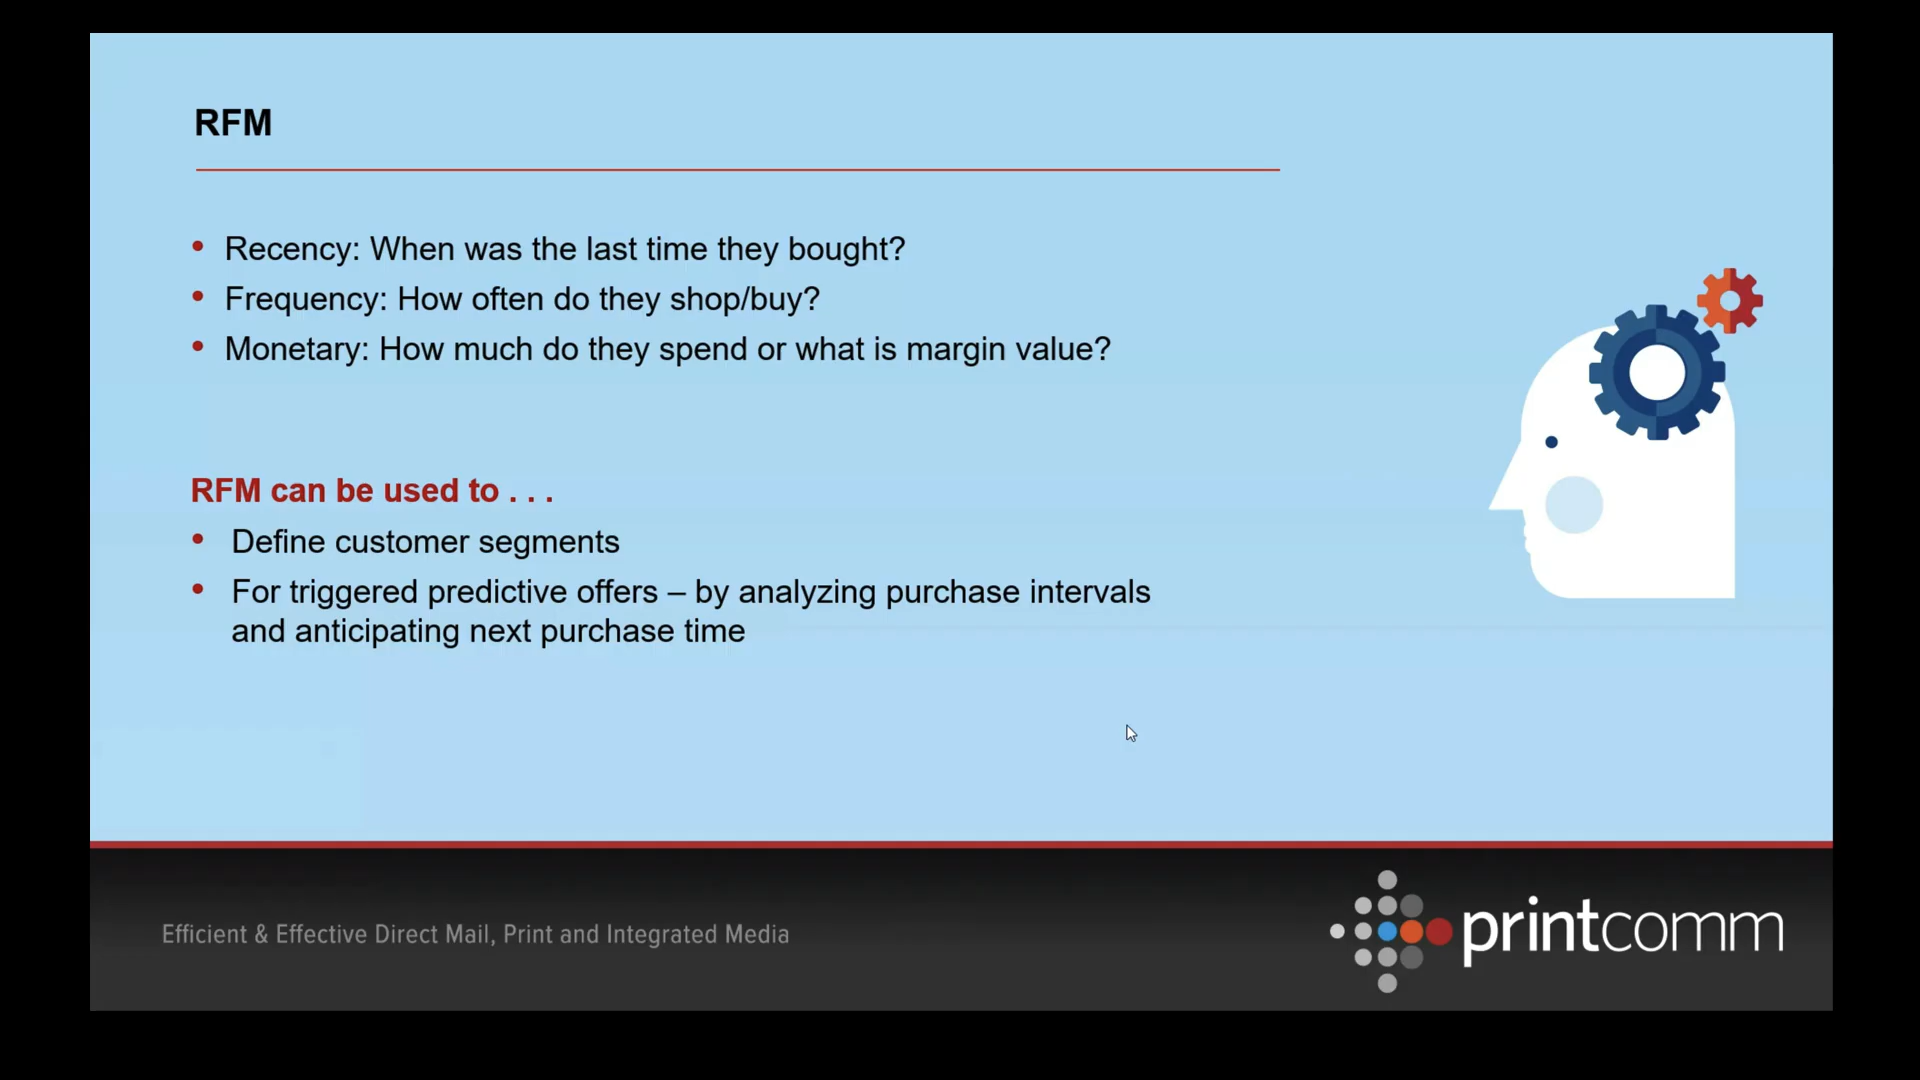 RFM
• Recency: When was the last time they bought?
• Frequency: How often do they shop/buy?
• Monetary: How much do they spend or what is margin value?
RFM can be used to . . .
• Define customer segments
• For triggered predictive offers – by analyzing purchase intervals
and anticipating next purchase time
Efficient & Effective Direct Mail, Print and Integrated Media
printcomm